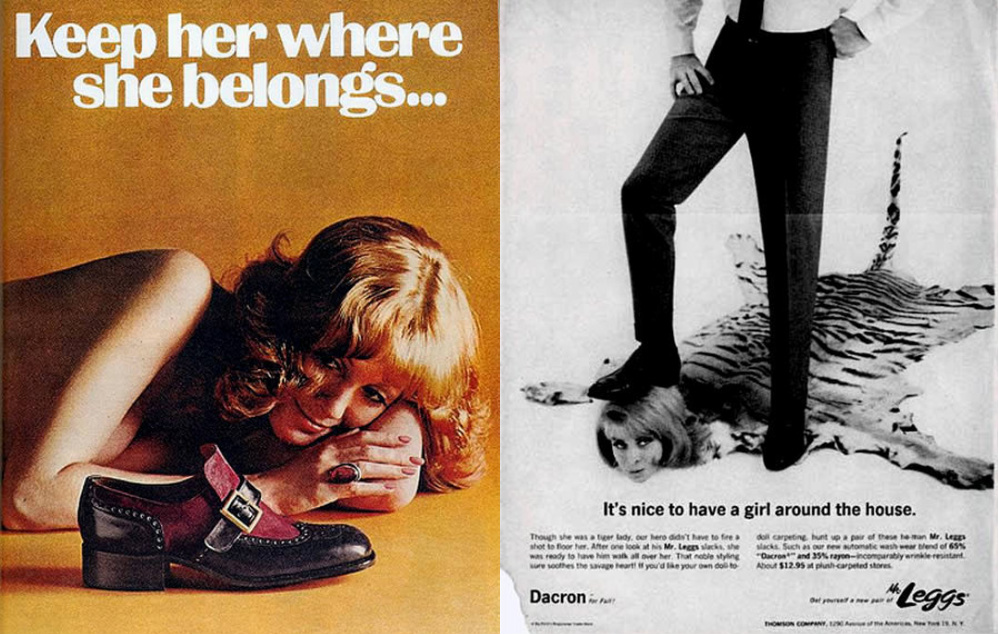 Keep her where
she belongs...
It's nice to have a girl around the house.
Though she was a tiger lady, our hero didn't have to fire a
shot to floor her. After one look at his Mr. Leggs slacks, she
was ready to have him walk all over her. That noble styling
sure soothes the savage heart! If you'd like your own doll-to-
doll carpeting, hunt up a pair of these he-man Mr. Leggs
slacks. Such as our new automatic wash wear blend of 65%
"Dacron®" and 35% rayon—incomparably wrinkle-resistant.
About $12.95 at plush-carpeted stores.
Dacron
for Fall!
Get yourself a new pair of Mr. Leggs
THOMSON COMPANY, 1290 Avenue of the Americas, New York 19, N. Y.